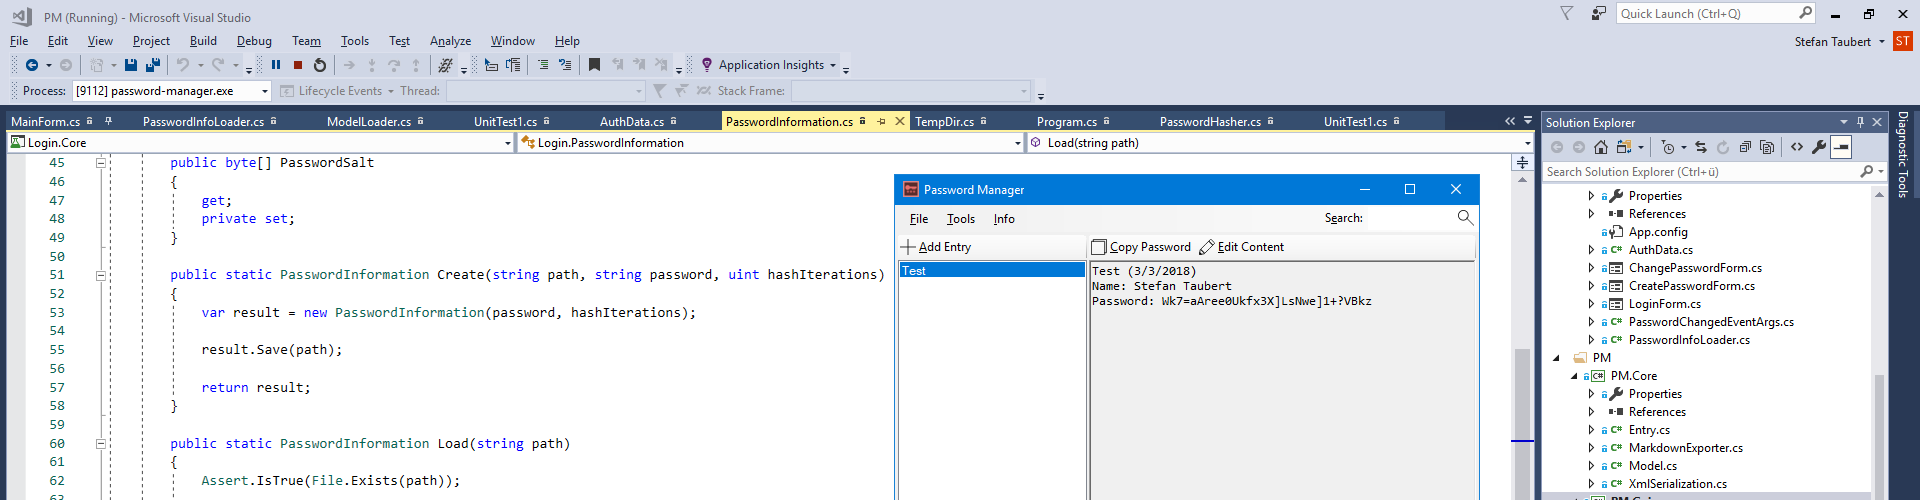 PM (Running) - Microsoft Visual Studio
Quick Launch (Ctrl+Q)
File Edit View Project Build Debug Team Tools Test Analyze Window Help
Stefan Taubert ST
Application Insights
Process: [9112] password-manager.exe Lifecycle Events Thread: Stack Frame:
MainForm.cs PasswordInfoLoader.cs ModelLoader.cs UnitTest1.cs AuthData.cs PasswordInformation.cs TempDir.cs Program.cs PasswordHasher.cs UnitTest1.cs
Login.Core Login.PasswordInformation Load(string path)
45 public byte[] PasswordSalt
46 {
47 get;
48 private set;
49 }
50
51 public static PasswordInformation Create(string path, string password, uint hashIterations)
52 {
53 var result = new PasswordInformation(password, hashIterations);
54
55 result.Save(path);
56
57 return result;
58 }
59
60 public static PasswordInformation Load(string path)
61 {
62 Assert.IsTrue(File.Exists(path));
63
Password Manager
File Tools Info Search:
Add Entry Copy Password Edit Content
Test
Test (3/3/2018)
Name: Stefan Taubert
Password: Wk7=aAree0Ukfx3X]LsNwe]1+?VBkz
Solution Explorer
Search Solution Explorer (Ctrl+ü)
Properties
References
App.config
AuthData.cs
ChangePasswordForm.cs
CreatePasswordForm.cs
LoginForm.cs
PasswordChangedEventArgs.cs
PasswordInfoLoader.cs
PM
PM.Core
Properties
References
Entry.cs
MarkdownExporter.cs
Model.cs
XmlSerialization.cs
Diagnostic Tools